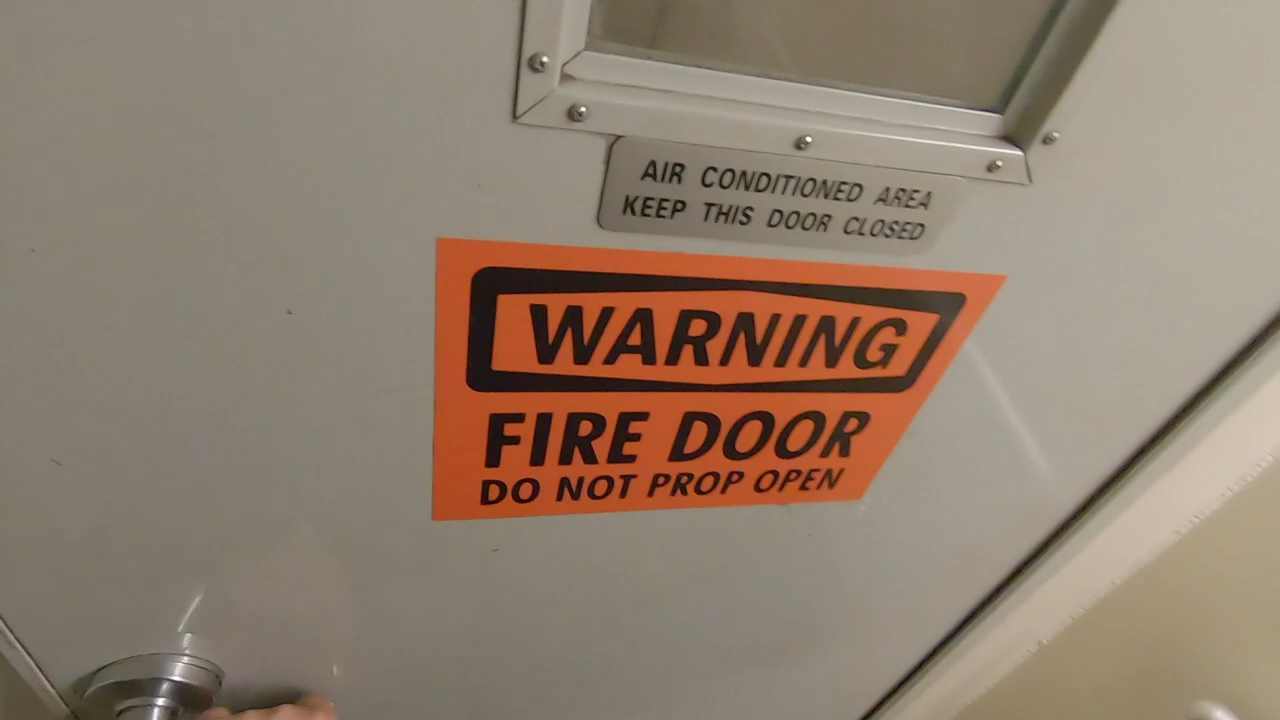 AIR CONDITIONED AREA
KEEP THIS DOOR CLOSED
WARNING
FIRE DOOR
DO NOT PROP OPEN